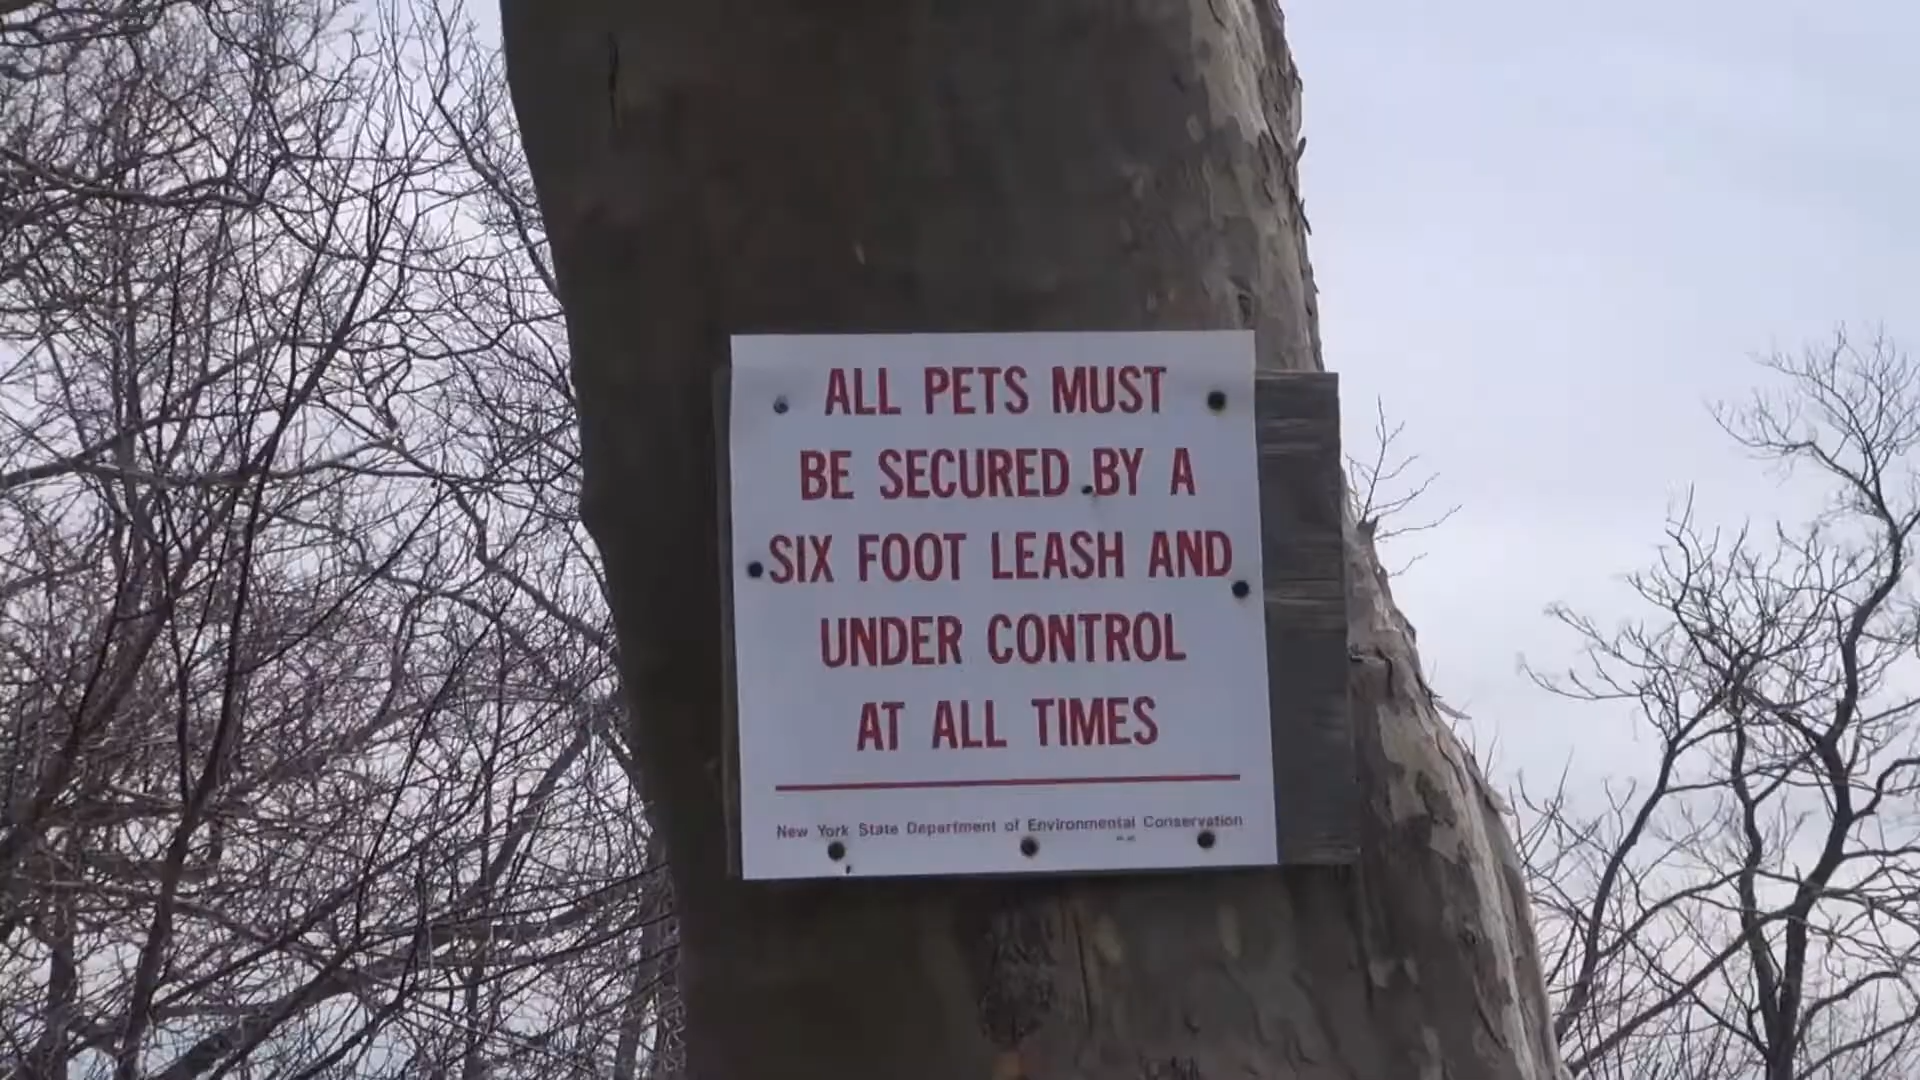 ALL PETS MUST
BE SECURED BY A
SIX FOOT LEASH AND
UNDER CONTROL
AT ALL TIMES
New York State Department of Environmental Conservation